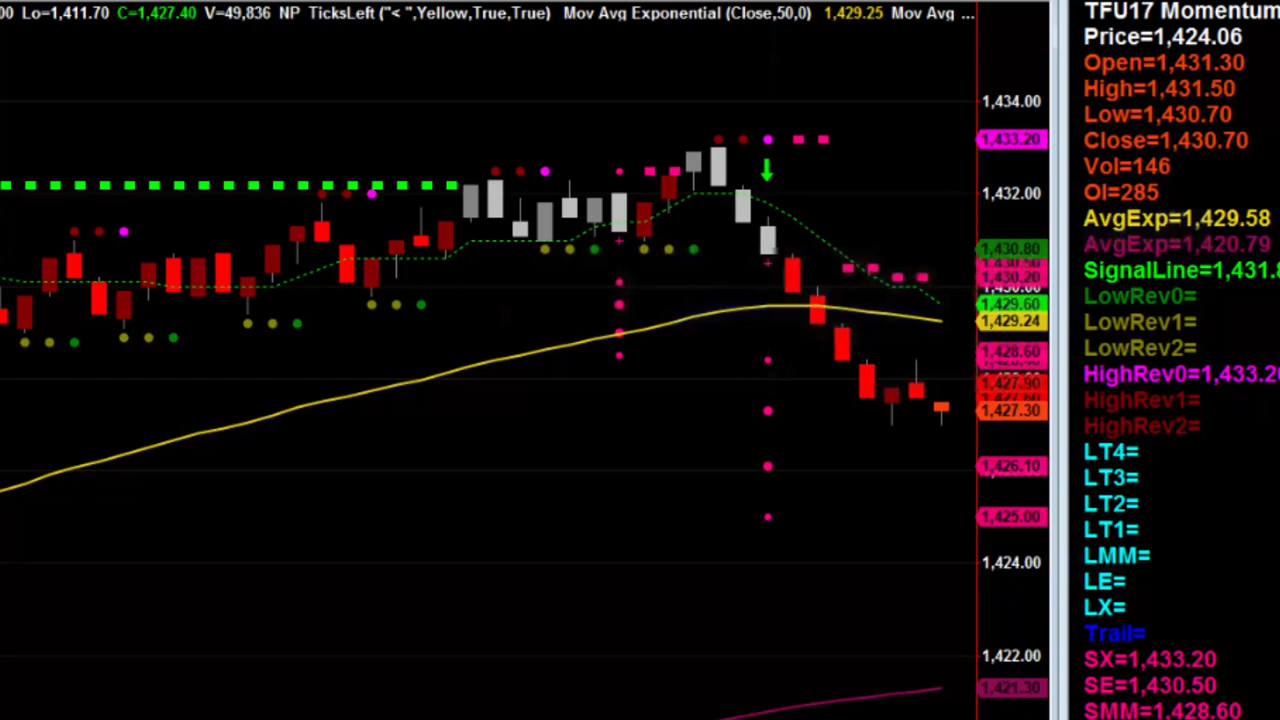 00 Lo=1,411.70 C=1,427.40 V=49,836 NP TicksLeft ("< ",Yellow,True,True) Mov Avg Exponential (Close,50,0) 1,429.25 Mov Avg ...
1,434.00
1,433.20
1,432.00
1,430.80
1,430.20
1,429.60
1,429.24
1,428.60
1,427.90
1,427.30
1,426.10
1,425.00
1,424.00
1,422.00
1,421.30
TFU17 Momentum
Price=1,424.06
Open=1,431.30
High=1,431.50
Low=1,430.70
Close=1,430.70
Vol=146
OI=285
AvgExp=1,429.58
AvgExp=1,420.79
SignalLine=1,431.8
LowRev0=
LowRev1=
LowRev2=
HighRev0=1,433.20
HighRev1=
HighRev2=
LT4=
LT3=
LT2=
LT1=
LMM=
LE=
LX=
Trail=
SX=1,433.20
SE=1,430.50
SMM=1,428.60